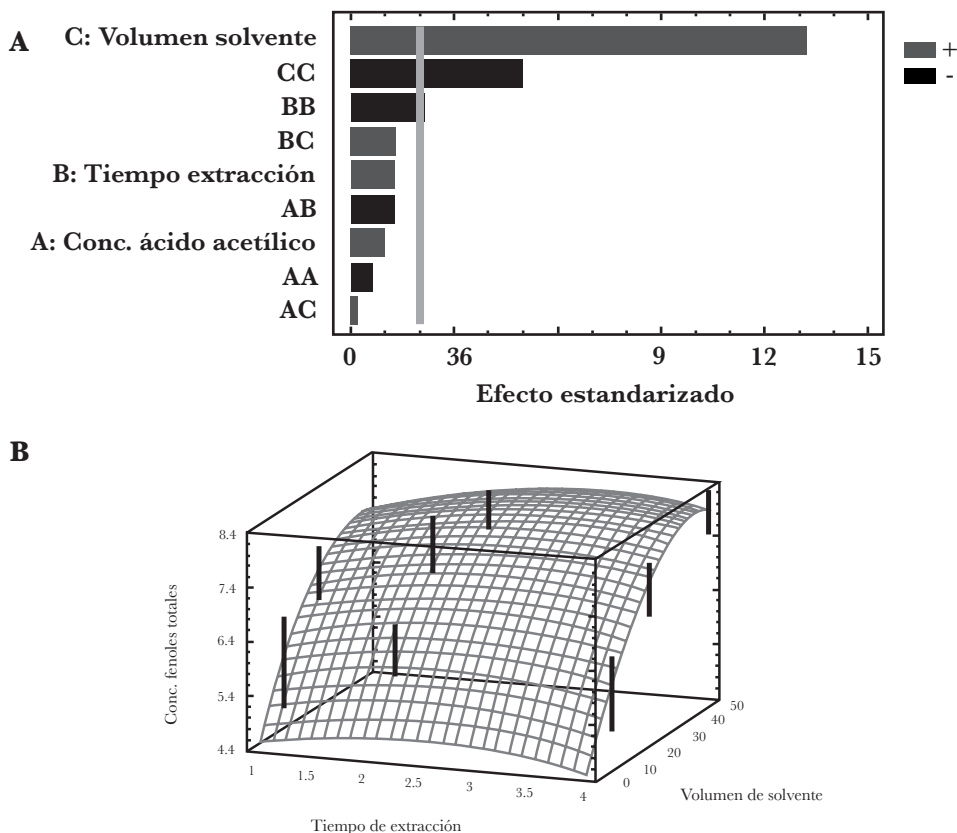 A
C: Volumen solvente
CC
BB
BC
B: Tiempo extracción
AB
A: Conc. ácido acetílico
AA
AC
+
-
0 36 9 12 15
Efecto estandarizado
B
Conc. fenoles totales
8.4
7.4
6.4
5.4
4.4
1 1.5 2 2.5 3 3.5 4
Tiempo de extracción
0 10 20 30 40 50
Volumen de solvente